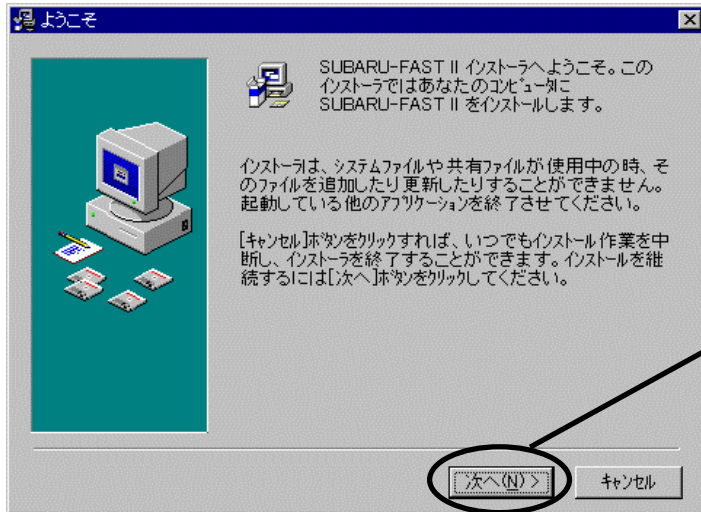 ようこそ
SUBARU-FAST II ｲﾝｽﾄｰﾗへようこそ。この
ｲﾝｽﾄｰﾗではあなたのｺﾝﾋﾟｭｰﾀに
SUBARU-FAST II をｲﾝｽﾄｰﾙします。
ｲﾝｽﾄｰﾗは、ｼｽﾃﾑﾌｧｲﾙや共有ﾌｧｲﾙが使用中の時、そ
のﾌｧｲﾙを追加したり更新したりすることができません。
起動している他のｱﾌﾟﾘｹｰｼｮﾝを終了させてください。
[ｷｬﾝｾﾙ]ﾎﾞﾀﾝをｸﾘｯｸすれば、いつでもｲﾝｽﾄｰﾙ作業を中
断し、ｲﾝｽﾄｰﾗを終了することができます。ｲﾝｽﾄｰﾙを継
続するには[次へ]ﾎﾞﾀﾝをｸﾘｯｸしてください。
次へ(N) > ｷｬﾝｾﾙ